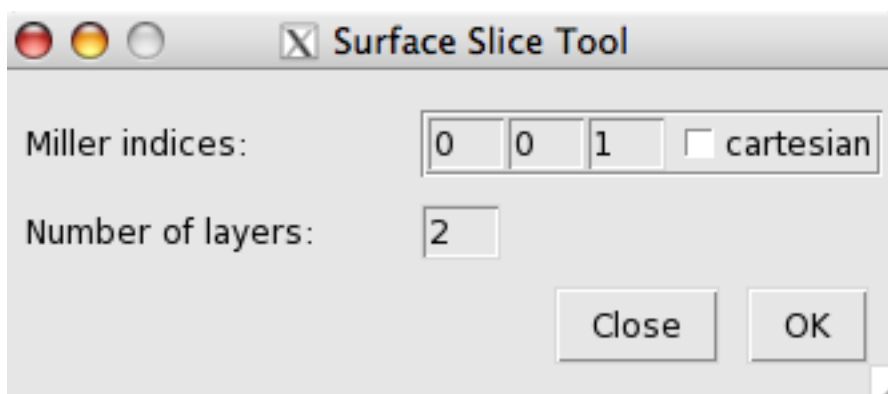 Surface Slice Tool
Miller indices: 0 0 1 cartesian
Number of layers: 2
Close OK